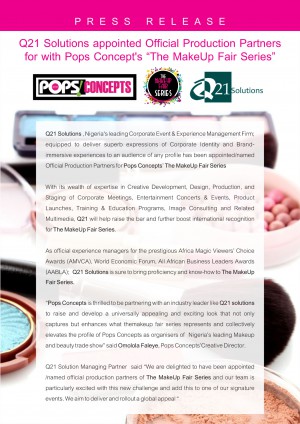 PRESS RELEASE
Q21 Solutions appointed Official Production Partners
for with Pops Concept's "The MakeUp Fair Series"
POPS CONCEPTS
THE
MakeUp
Fair
SERIES
Q21 Solutions
Q21 Solutions , Nigeria's leading Corporate Event & Experience Management Firm;
equipped to deliver superb expressions of Corporate Identity and Brand-
immersive experiences to an audience of any profile has been appointed/named
Official Production Partners for Pops Concepts' The MakeUp Fair Series
With its wealth of expertise in Creative Development, Design, Production, and
Staging of Corporate Meetings, Entertainment Concerts & Events, Product
Launches, Training & Education Programs, Image Consulting and Related
Multimedia, Q21 will help raise the bar and further boost international recognition
for The MakeUp Fair Series.
As official experience managers for the prestigious Africa Magic Viewers' Choice
Awards (AMVCA), World Economic Forum, All African Business Leaders Awards
(AABLA); Q21 Solutions is sure to bring proficiency and know-how to The MakeUp
Fair Series.
"Pops Concepts is thrilled to be partnering with an industry leader like Q21 solutions
to raise and develop a universally appealing and exciting look that not only
captures but enhances what themakeup fair series represents and collectively
elevates the profile of Pops Concepts as organisers of Nigeria's leading Makeup
and beauty trade show" said Omolola Faleye, Pops Concepts'Creative Director.
Q21 Solution Managing Partner said "We are delighted to have been appointed
/named official production partners of The MakeUp Fair Series and our team is
particularly excited with this new challenge and add this to one of our signature
events. We aim to deliver and rollout a global appeal "